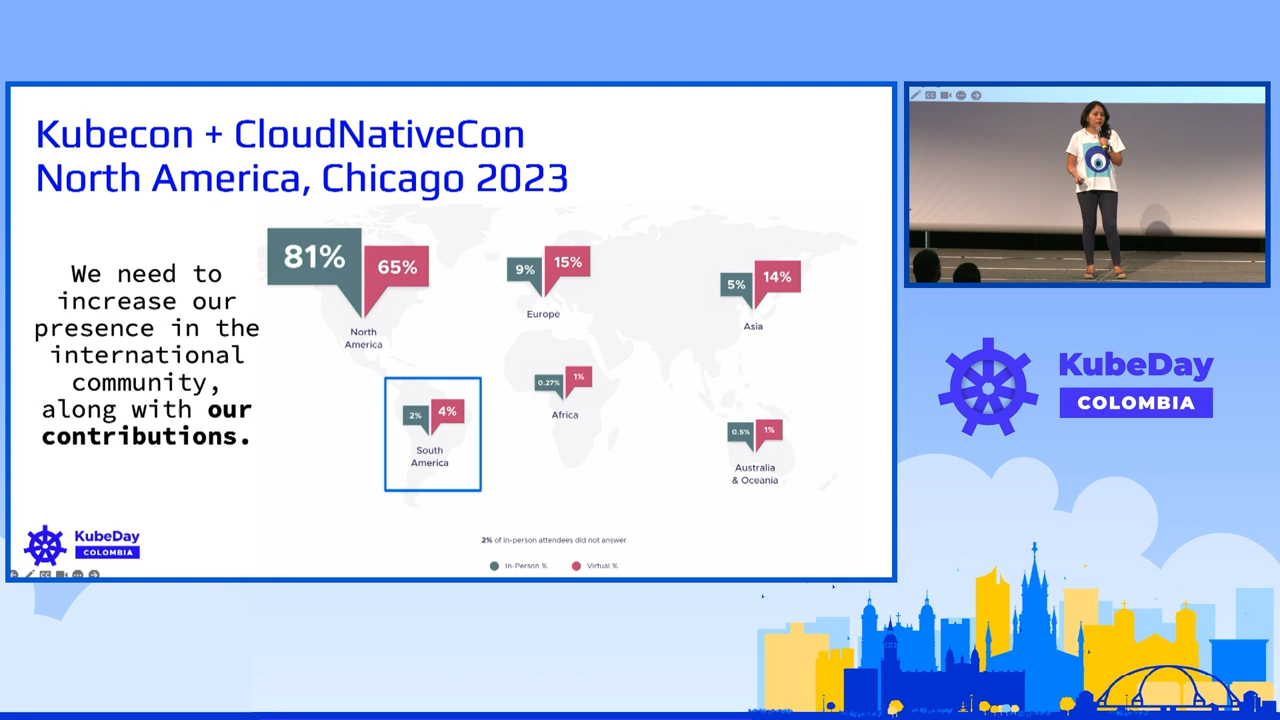 Kubecon + CloudNativeCon
North America, Chicago 2023
We need to
increase our
presence in the
international
community,
along with our
contributions.
81%
65%
North
America
9%
15%
Europe
5%
14%
Asia
2%
4%
South
America
0.27%
1%
Africa
0.5%
1%
Australia
& Oceania
2% of in-person attendees did not answer
In-Person %
Virtual %
KubeDay
COLOMBIA
KubeDay
COLOMBIA